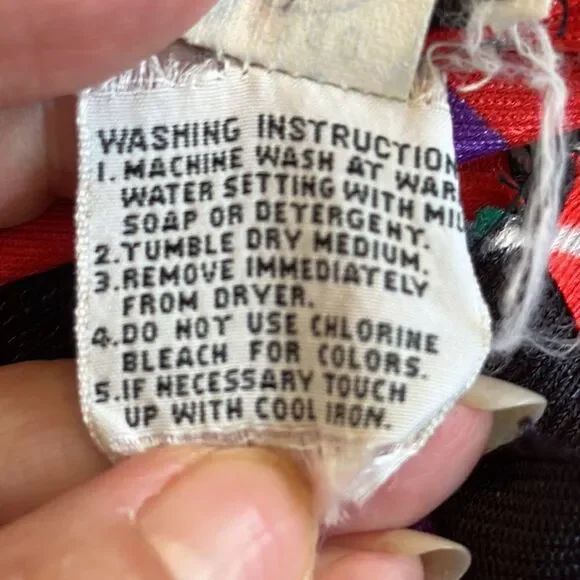 WASHING INSTRUCTION
1. MACHINE WASH AT WAR
WATER SETTING WITH MIL
SOAP OR DETERGENT.
2. TUMBLE DRY MEDIUM.
3. REMOVE IMMEDIATELY
FROM DRYER.
4. DO NOT USE CHLORINE
BLEACH FOR COLORS.
5. IF NECESSARY TOUCH
UP WITH COOL IRON.